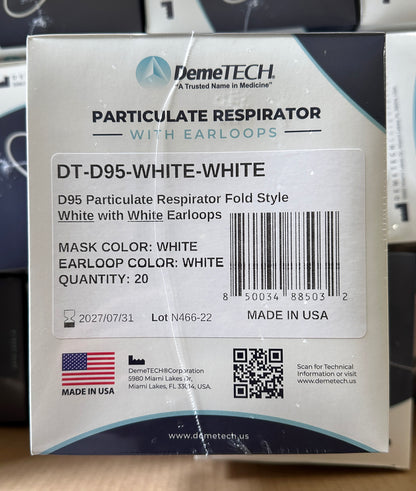 DemeTECH®
"A Trusted Name in Medicine"
PARTICULATE RESPIRATOR
WITH EARLOOPS
DT-D95-WHITE-WHITE
D95 Particulate Respirator Fold Style
White with White Earloops
MASK COLOR: WHITE
EARLOOP COLOR: WHITE
QUANTITY: 20
8 50034 88503 2
2027/07/31 Lot N466-22 MADE IN USA
MADE IN USA
DemeTECH®Corporation
5980 Miami Lakes Dr,
Miami Lakes, FL 33014, USA.
Scan for Technical
Information or visit
www.demetech.us
www.demetech.us